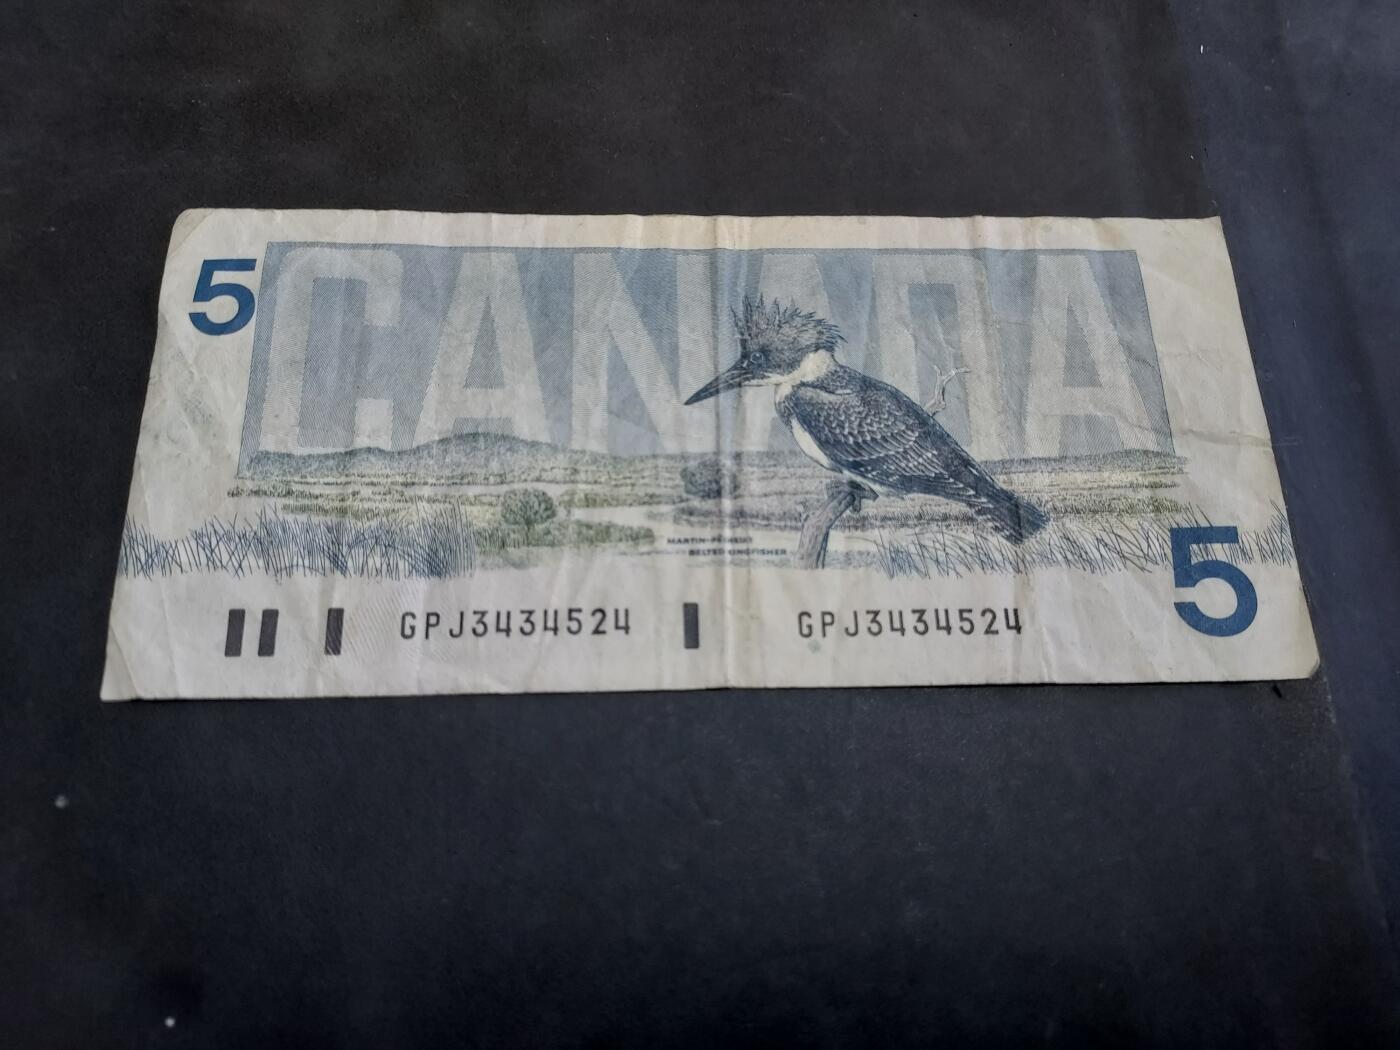 5
CANADA
MARTIN-PÊCHEUR
BELTED KINGFISHER
5
GPJ3434524 GPJ3434524